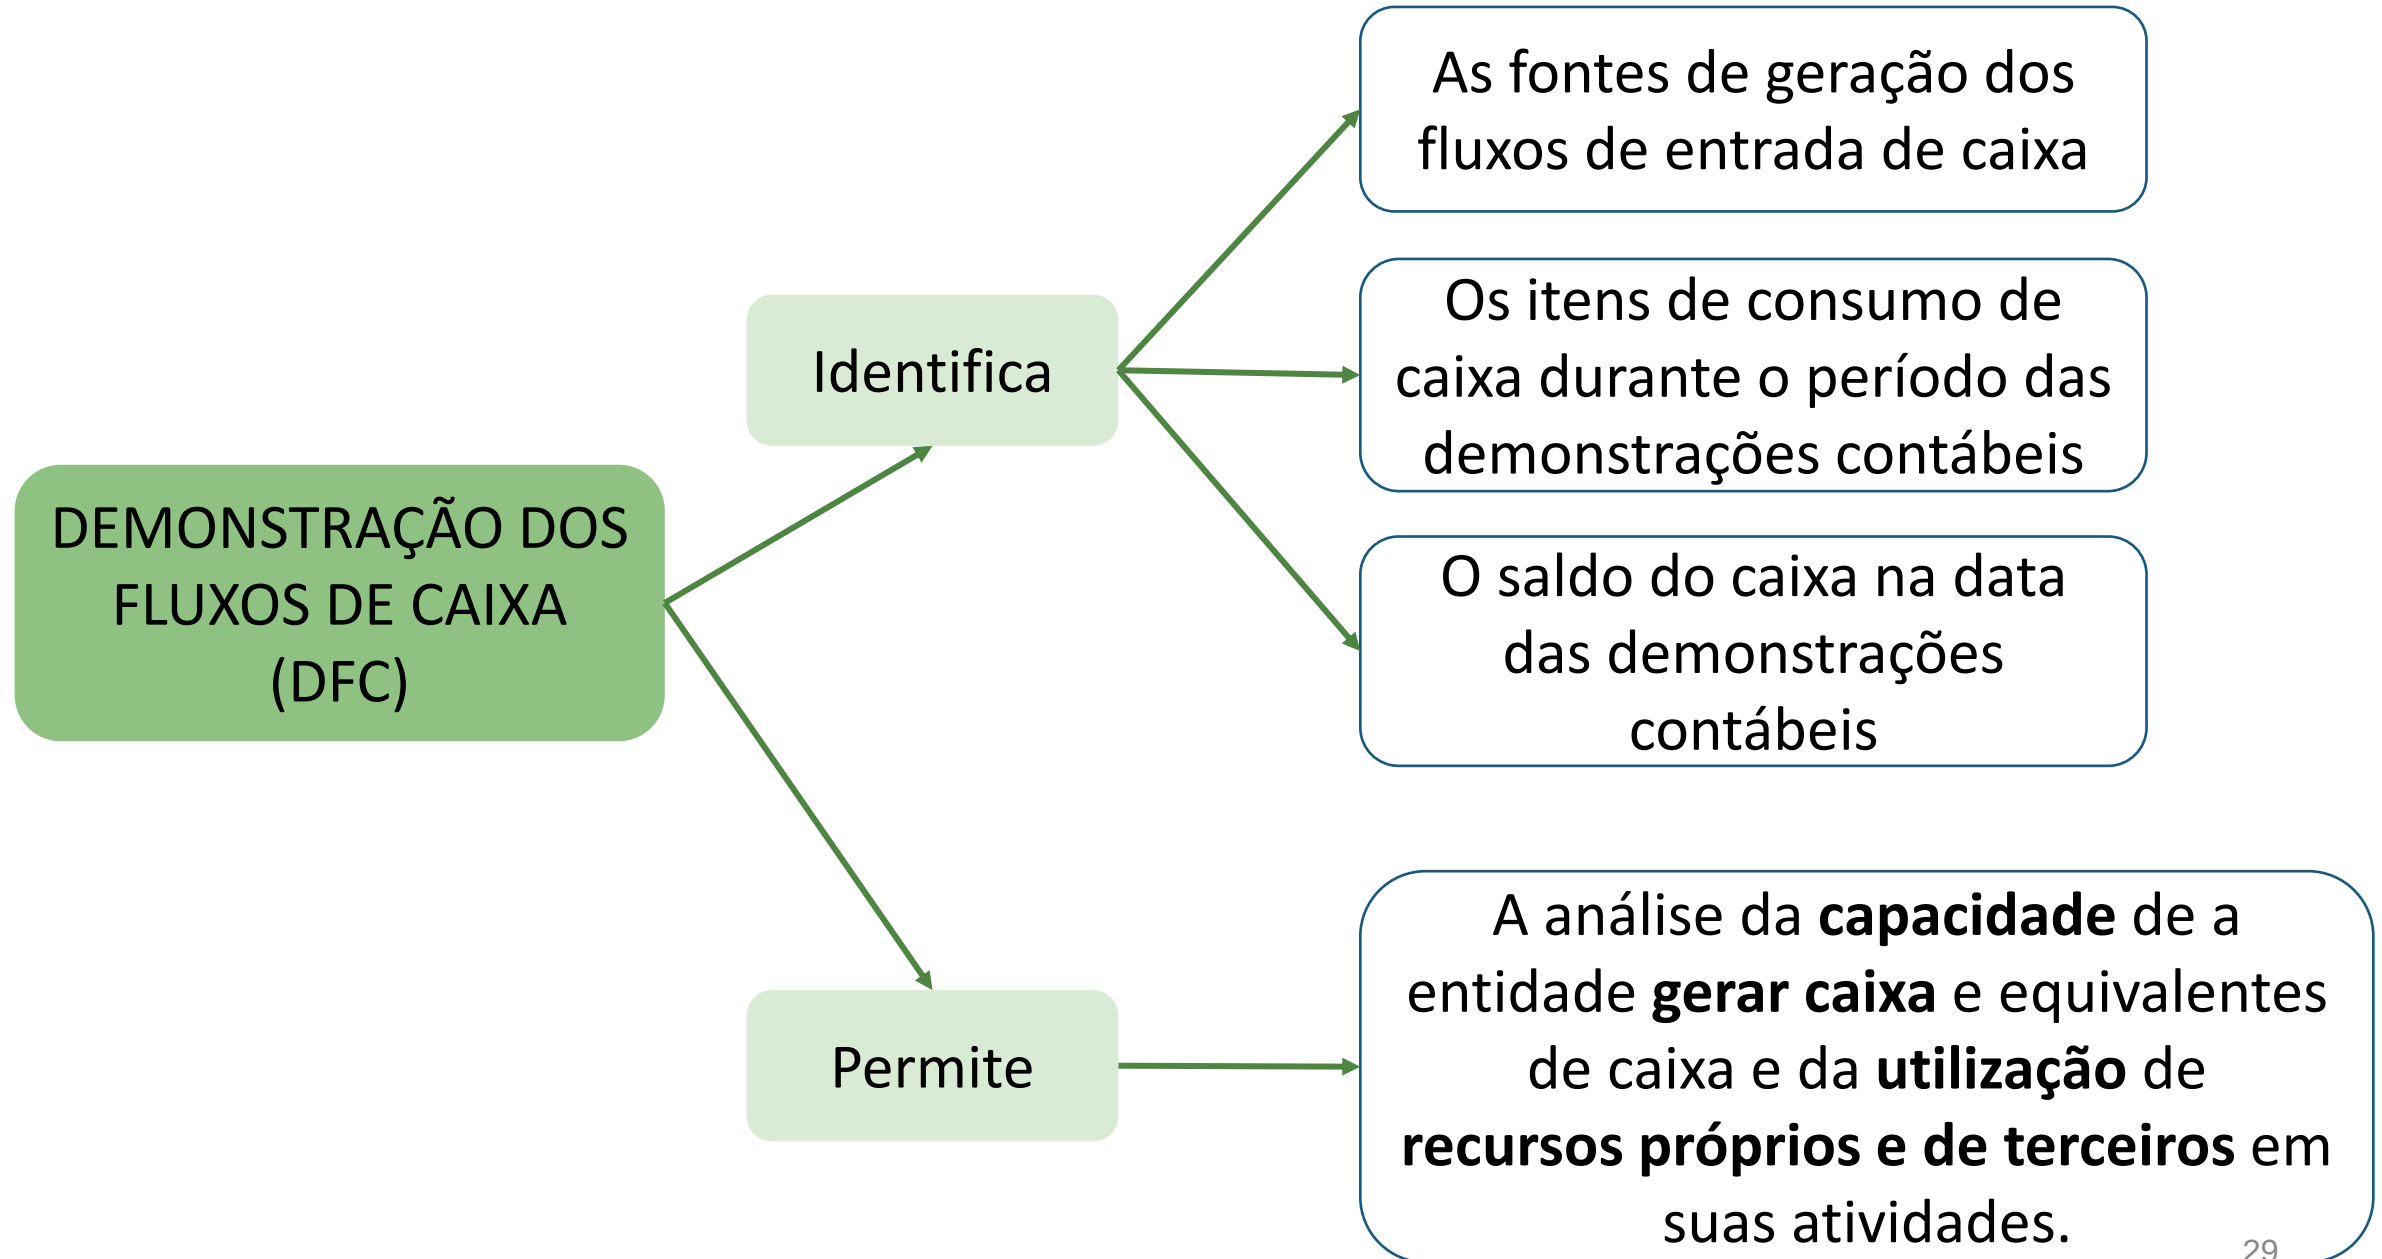 DEMONSTRAÇÃO DOS
FLUXOS DE CAIXA
(DFC)
Identifica
As fontes de geração dos
fluxos de entrada de caixa
Os itens de consumo de
caixa durante o período das
demonstrações contábeis
O saldo do caixa na data
das demonstrações
contábeis
Permite
A análise da capacidade de a
entidade gerar caixa e equivalentes
de caixa e da utilização de
recursos próprios e de terceiros em
suas atividades.
29